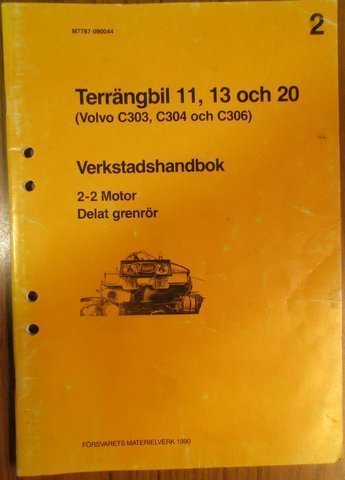 M7787-090044
2
Terrängbil 11, 13 och 20
(Volvo C303, C304 och C306)
Verkstadshandbok
2-2 Motor
Delat grenrör
FÖRSVARETS MATERIELVERK 1990